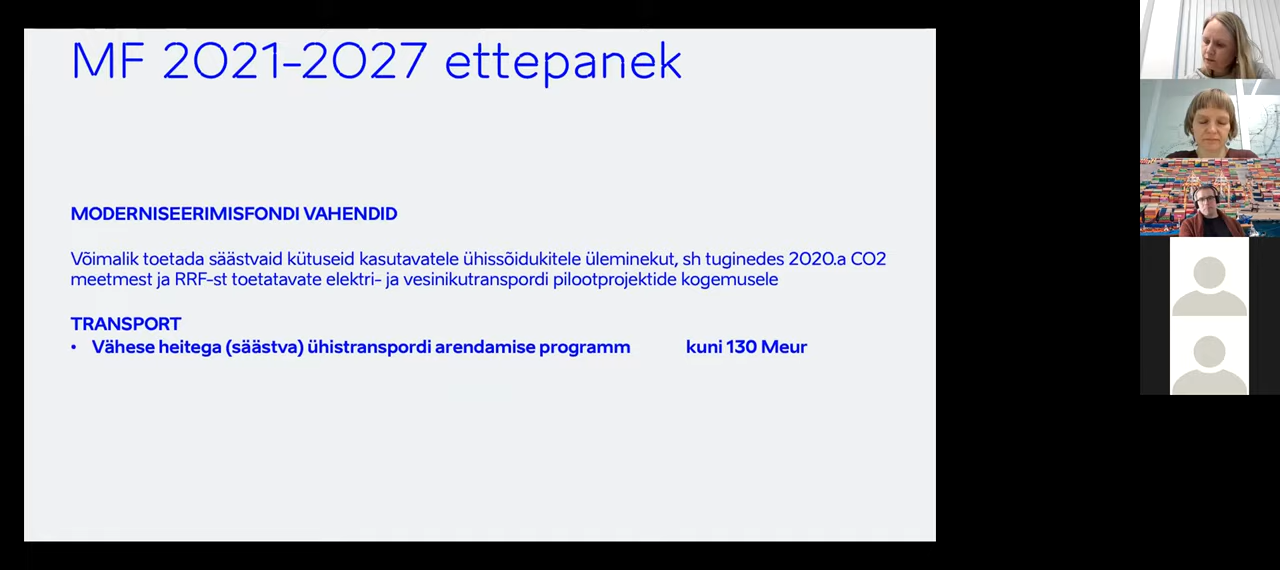 MF 2021-2027 ettepanek
MODERNISEERIMISFONDI VAHENDID
Võimalik toetada säästvaid kütuseid kasutavatele ühissõidukitele üleminekut, sh tuginedes 2020.a CO2
meetmest ja RRF-st toetatavate elektri- ja vesinikutranspordi pilootprojektide kogemusele
TRANSPORT
• Vähese heitega (säästva) ühistranspordi arendamise programm kuni 130 Meur